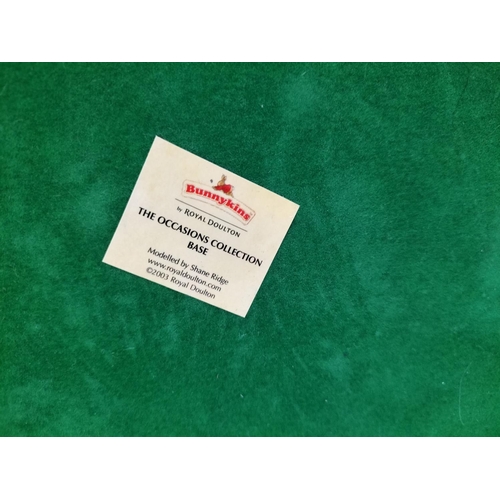 Bunnykins
by ROYAL DOULTON
THE OCCASIONS COLLECTION
BASE
Modelled by Shane Ridge
www.royaldoulton.com
©2003 Royal Doulton